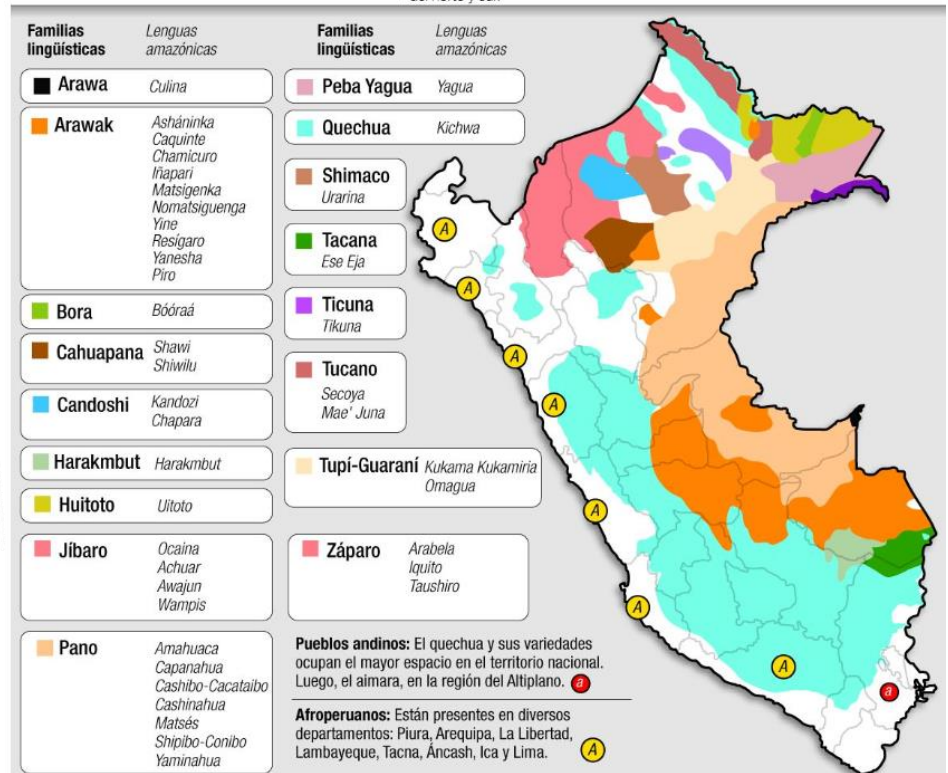 del norte y sur.
Familias lingüísticas
Lenguas amazónicas
Arawa
Culina
Arawak
Asháninka
Caquinte
Chamicuro
Iñapari
Matsigenka
Nomatsiguenga
Yine
Resígaro
Yanesha
Piro
Bora
Bóóraá
Cahuapana
Shawi
Shiwilu
Candoshi
Kandozi
Chapara
Harakmbut
Harakmbut
Huitoto
Uitoto
Jíbaro
Ocaina
Achuar
Awajun
Wampis
Pano
Amahuaca
Capanahua
Cashibo-Cacataibo
Cashinahua
Matsés
Shipibo-Conibo
Yaminahua
Familias lingüísticas
Lenguas amazónicas
Peba Yagua
Yagua
Quechua
Kichwa
Shimaco
Urarina
Tacana
Ese Eja
Ticuna
Tikuna
Tucano
Secoya
Mae' Juna
Tupí-Guaraní
Kukama Kukamiria
Omagua
Záparo
Arabela
Iquito
Taushiro
Pueblos andinos: El quechua y sus variedades
ocupan el mayor espacio en el territorio nacional.
Luego, el aimara, en la región del Altiplano. a
Afroperuanos: Están presentes en diversos
departamentos: Piura, Arequipa, La Libertad,
Lambayeque, Tacna, Áncash, Ica y Lima. A
A
A
A
A
A
A
A
a